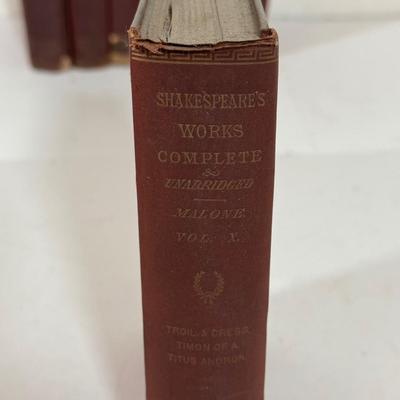 SHAKESPEARE'S
WORKS
COMPLETE
&
UNABRIDGED
MALONE.
VOL. X.
TROIL. & CRESS.
TIMON OF A.
TITUS ANDRON.